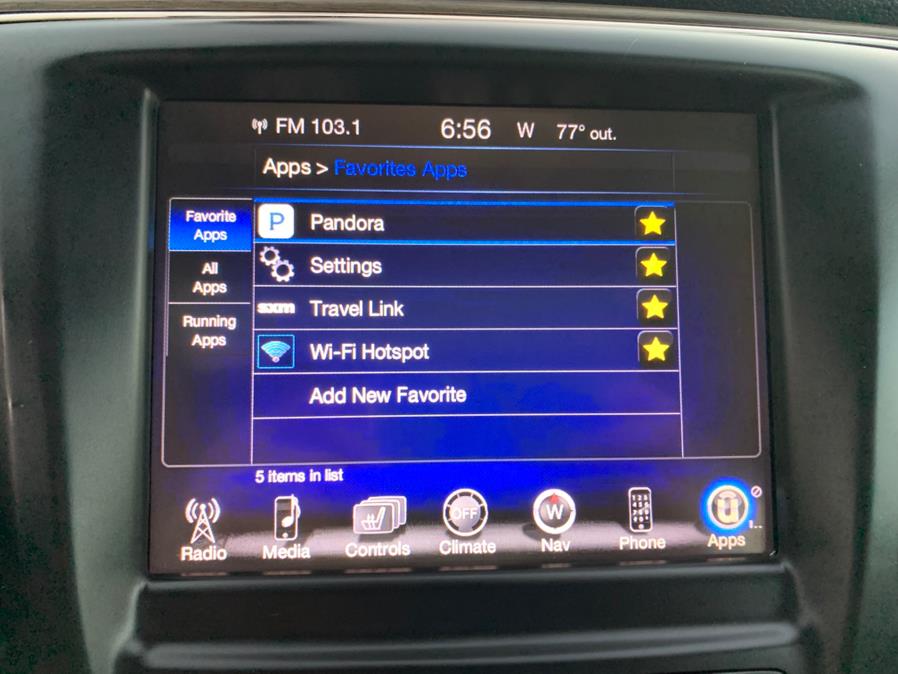 FM 103.1 6:56 W 77° out.
Apps > Favorites Apps
Favorite
Apps
All
Apps
Running
Apps
P Pandora
Settings
sxm Travel Link
Wi-Fi Hotspot
Add New Favorite
5 items in list
OFF W
Radio Media Controls Climate Nav Phone Apps